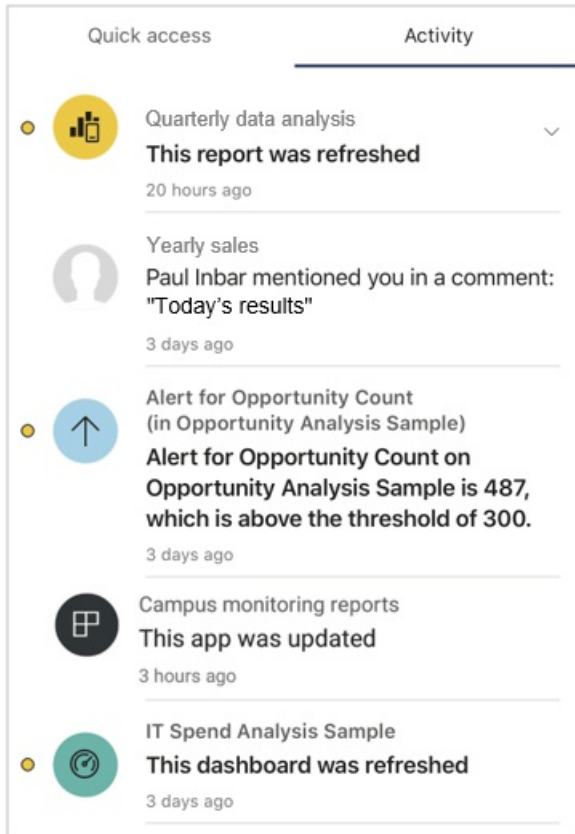 Quick access
Activity
Quarterly data analysis
This report was refreshed
20 hours ago
Yearly sales
Paul Inbar mentioned you in a comment:
"Today’s results"
3 days ago
Alert for Opportunity Count
(in Opportunity Analysis Sample)
Alert for Opportunity Count on
Opportunity Analysis Sample is 487,
which is above the threshold of 300.
3 days ago
Campus monitoring reports
This app was updated
3 hours ago
IT Spend Analysis Sample
This dashboard was refreshed
3 days ago